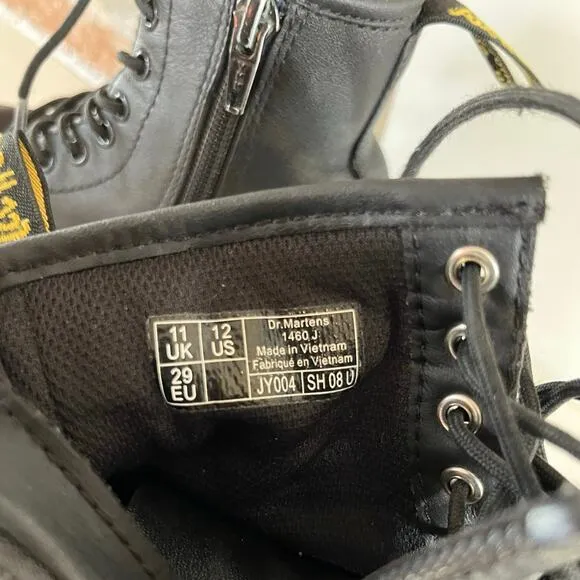 11 UK
12 US
29 EU
Dr.Martens
1460 J
Made in Vietnam
Fabriqué en Vietnam
JY004 SH 08 U